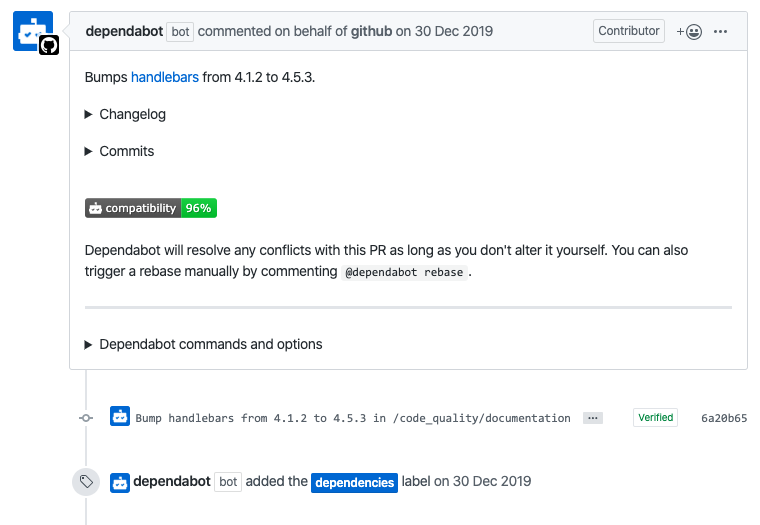 dependabot bot commented on behalf of github on 30 Dec 2019 Contributor
Bumps handlebars from 4.1.2 to 4.5.3.
Changelog
Commits
compatibility 96%
Dependabot will resolve any conflicts with this PR as long as you don't alter it yourself. You can also
trigger a rebase manually by commenting @dependabot rebase.
Dependabot commands and options
Bump handlebars from 4.1.2 to 4.5.3 in /code_quality/documentation ... Verified 6a20b65
dependabot bot added the dependencies label on 30 Dec 2019